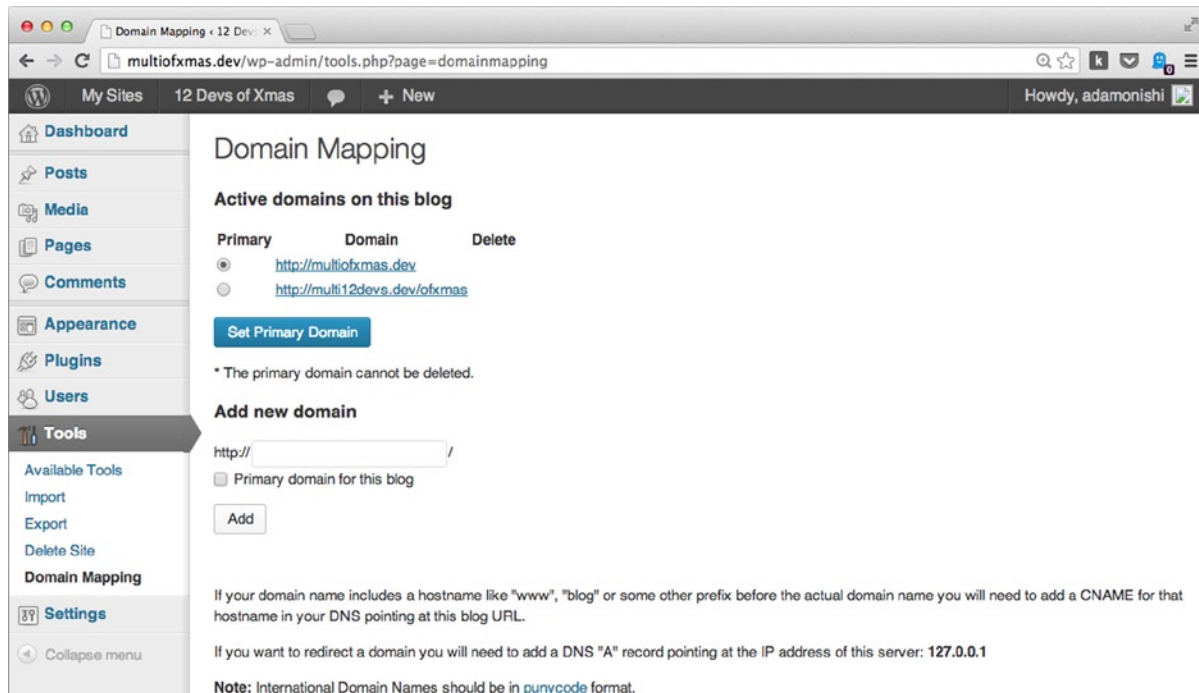 Domain Mapping ‹ 12 Dev
multiofxmas.dev/wp-admin/tools.php?page=domainmapping
k
0
My Sites 12 Devs of Xmas + New Howdy, adamonishi
Dashboard
Posts
Media
Pages
Comments
Appearance
Plugins
Users
Tools
Available Tools
Import
Export
Delete Site
Domain Mapping
Settings
Collapse menu
Domain Mapping
Active domains on this blog
Primary Domain Delete
http://multiofxmas.dev
http://multi12devs.dev/ofxmas
Set Primary Domain
* The primary domain cannot be deleted.
Add new domain
http:// /
Primary domain for this blog
Add
If your domain name includes a hostname like "www", "blog" or some other prefix before the actual domain name you will need to add a CNAME for that
hostname in your DNS pointing at this blog URL.
If you want to redirect a domain you will need to add a DNS "A" record pointing at the IP address of this server: 127.0.0.1
Note: International Domain Names should be in punycode format.